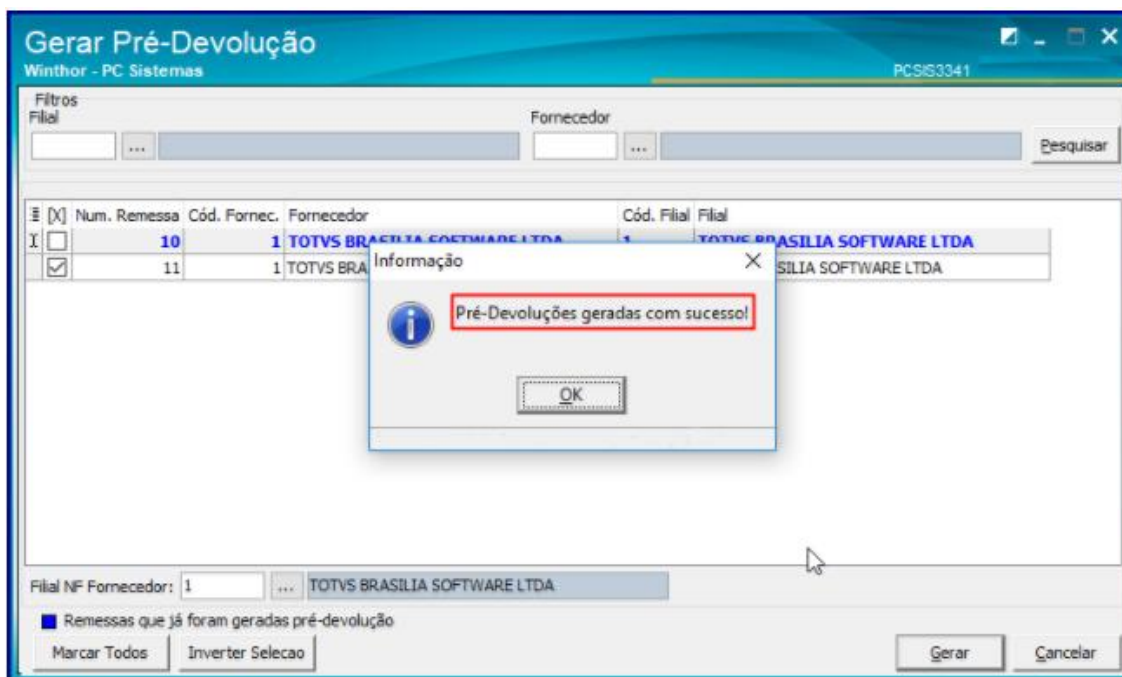 Gerar Pré-Devolução
Winthor - PC Sistemas
PCSIS3341
Filtros
Filial
Fornecedor
...
...
Pesquisar
[X] Num. Remessa Cód. Fornec. Fornecedor Cód. Filial Filial
10 1 TOTVS BRASILIA SOFTWARE LTDA 1 TOTVS BRASILIA SOFTWARE LTDA
11 1 TOTVS BRA SILIA SOFTWARE LTDA
Informação
Pré-Devoluções geradas com sucesso!
OK
Filial NF Fornecedor: 1 ... TOTVS BRASILIA SOFTWARE LTDA
Remessas que já foram geradas pré-devolução
Marcar Todos Inverter Selecao Gerar Cancelar